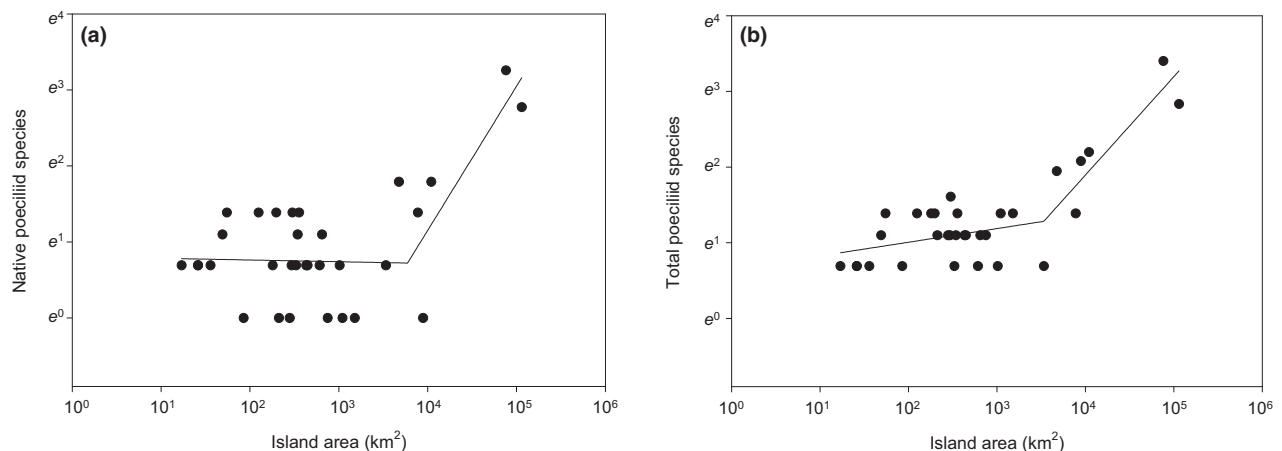 (a)
Native poeciliid species
e⁴
e³
e²
e¹
e⁰
10⁰ 10¹ 10² 10³ 10⁴ 10⁵ 10⁶
Island area (km²)
(b)
Total poeciliid species
e⁴
e³
e²
e¹
e⁰
10⁰ 10¹ 10² 10³ 10⁴ 10⁵ 10⁶
Island area (km²)